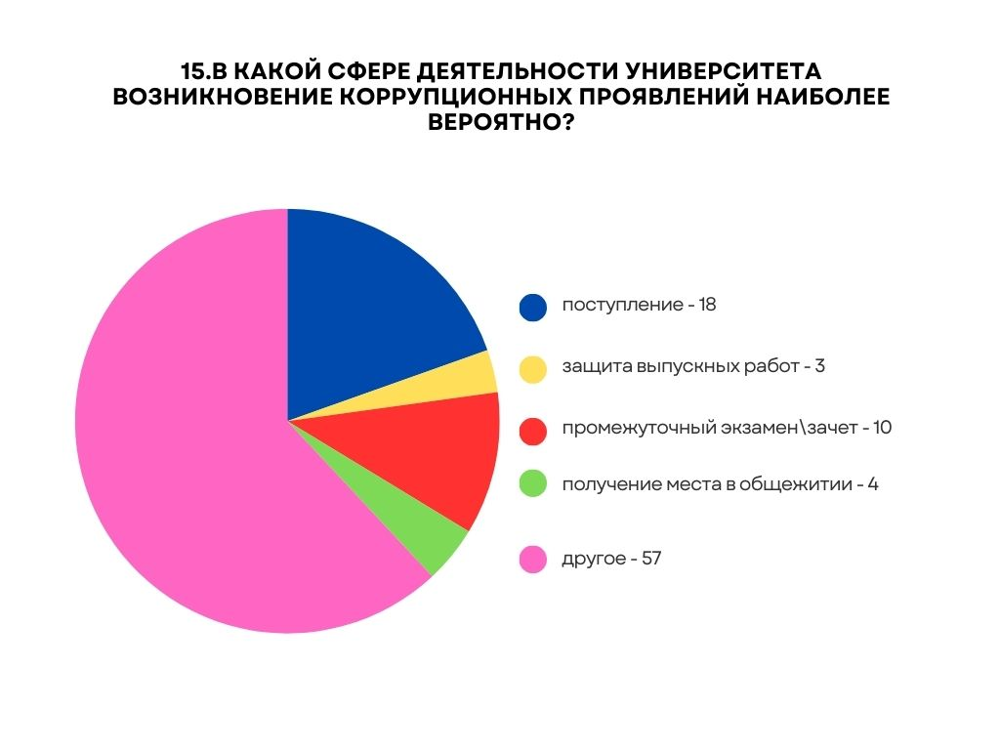 15.В КАКОЙ СФЕРЕ ДЕЯТЕЛЬНОСТИ УНИВЕРСИТЕТА
ВОЗНИКНОВЕНИЕ КОРРУПЦИОННЫХ ПРОЯВЛЕНИЙ НАИБОЛЕЕ
ВЕРОЯТНО?
поступление - 18
защита выпускных работ - 3
промежуточный экзамен\зачет - 10
получение места в общежитии - 4
другое - 57